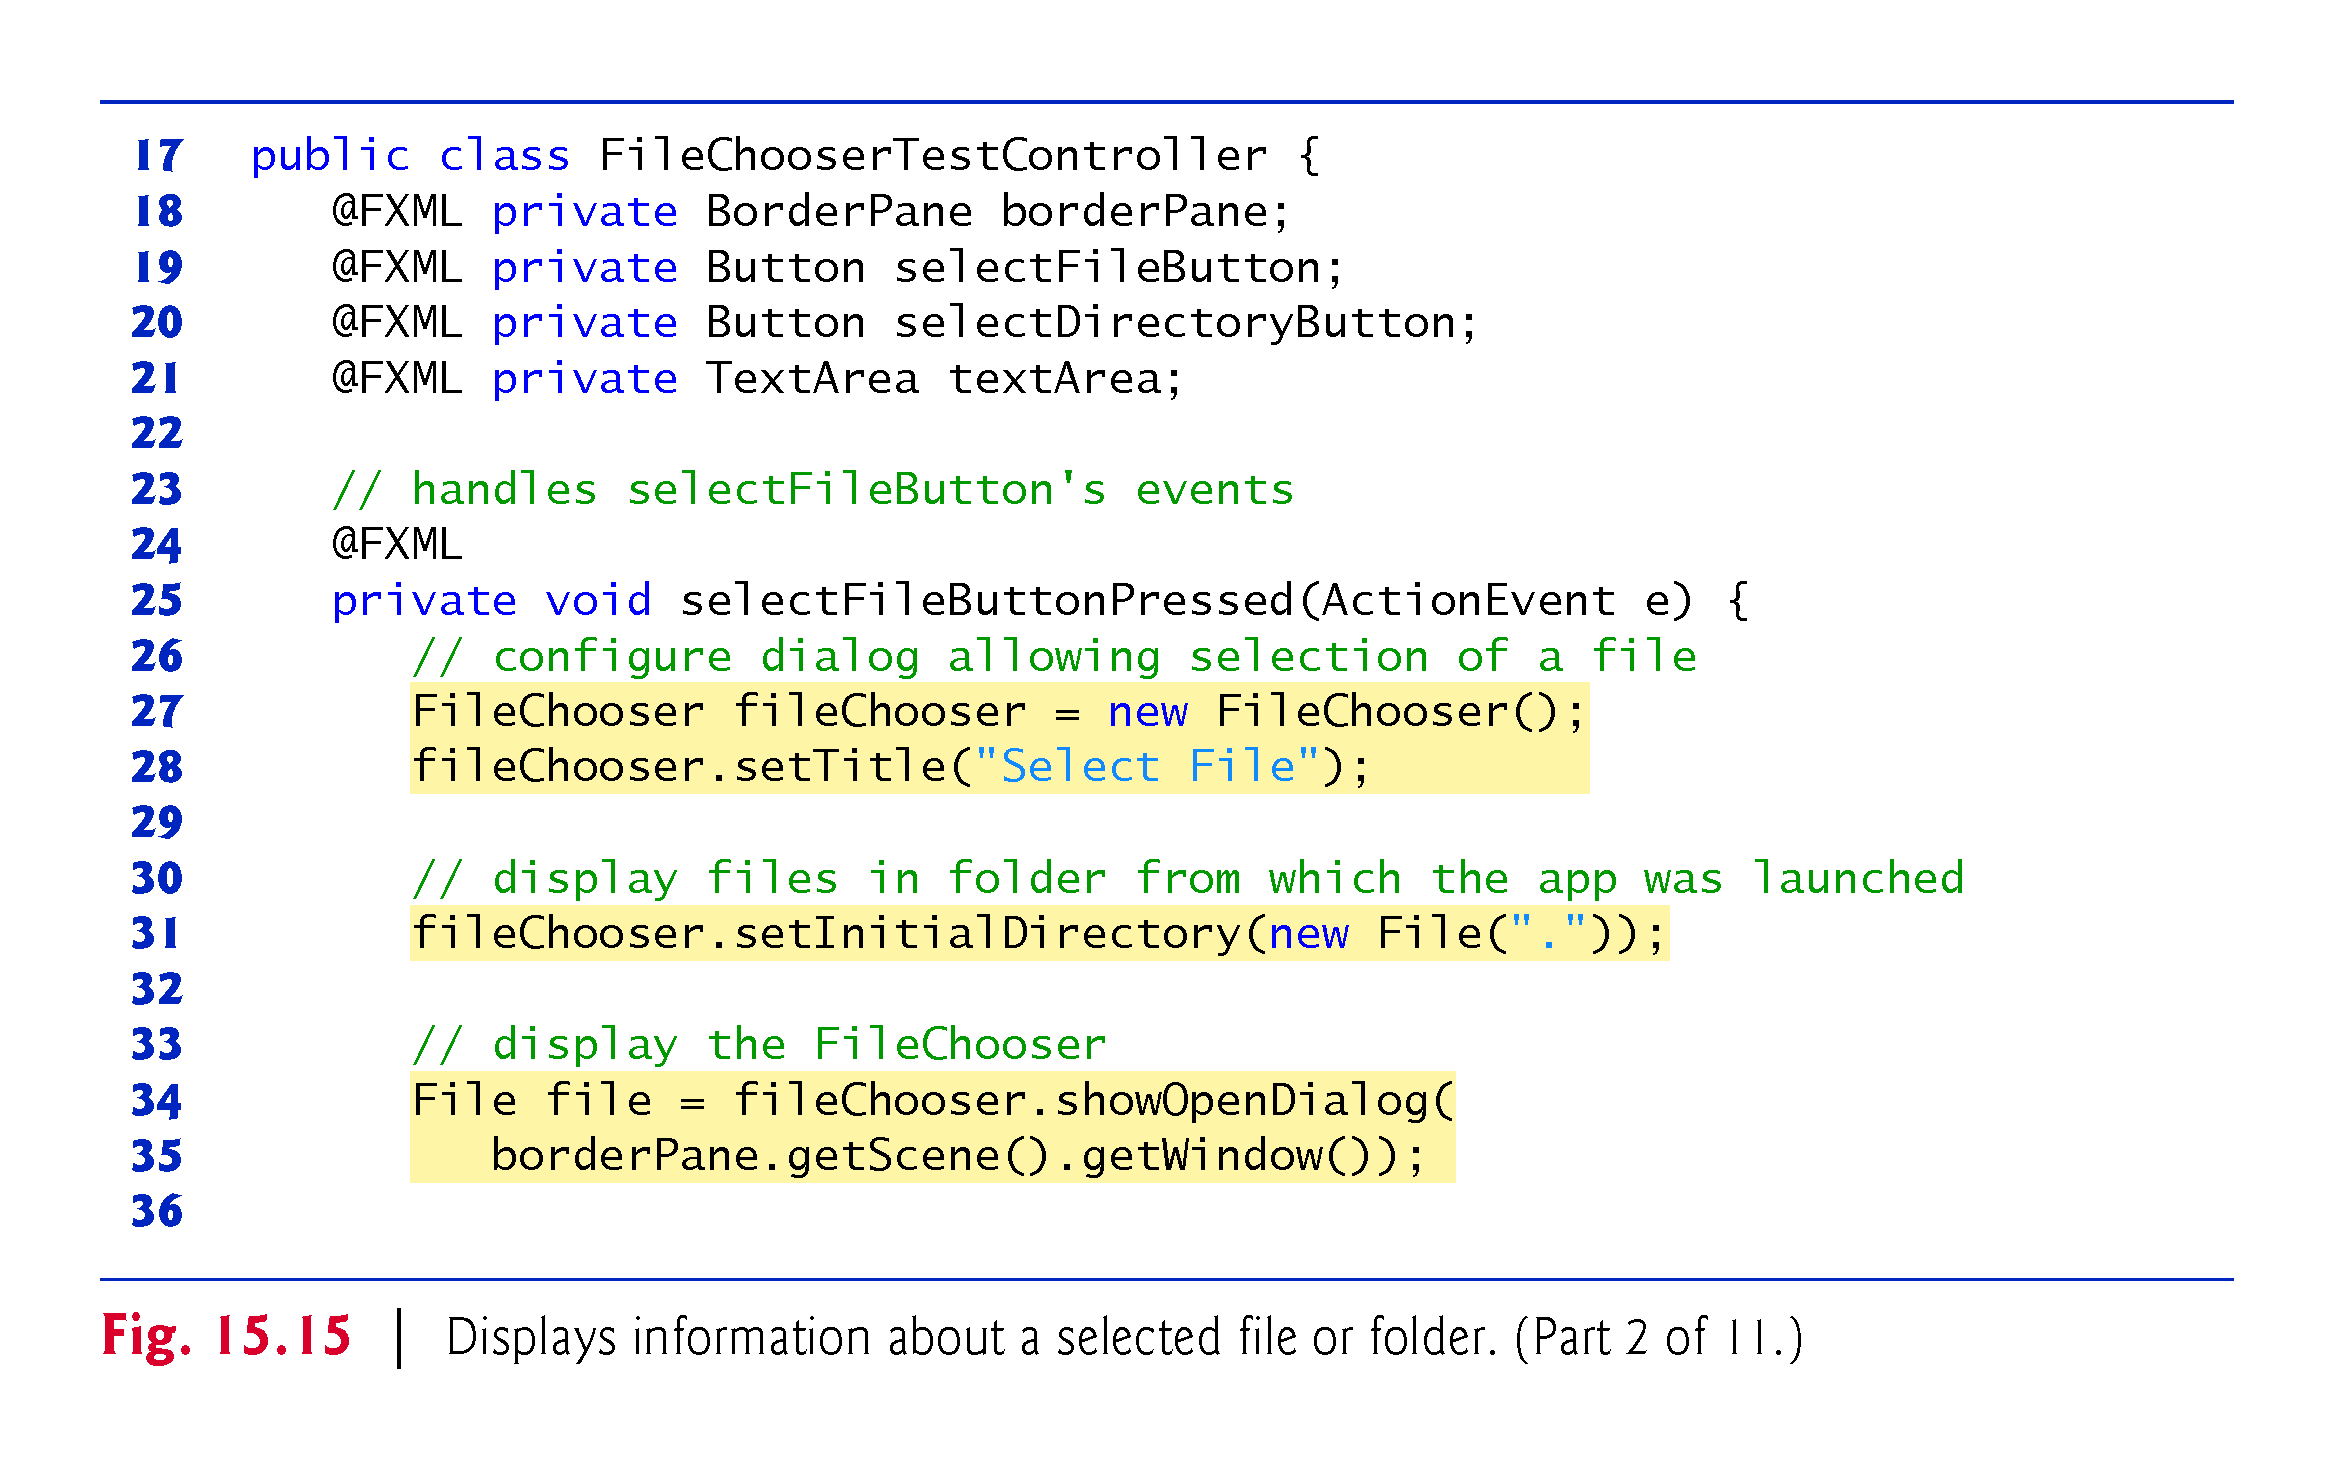 17 public class FileChooserTestController {
18    @FXML private BorderPane borderPane;
19    @FXML private Button selectFileButton;
20    @FXML private Button selectDirectoryButton;
21    @FXML private TextArea textArea;
22
23    // handles selectFileButton's events
24    @FXML
25    private void selectFileButtonPressed(ActionEvent e) {
26       // configure dialog allowing selection of a file
27       FileChooser fileChooser = new FileChooser();
28       fileChooser.setTitle("Select File");
29
30       // display files in folder from which the app was launched
31       fileChooser.setInitialDirectory(new File("."));
32
33       // display the FileChooser
34       File file = fileChooser.showOpenDialog(
35          borderPane.getScene().getWindow());
36
Fig. 15.15 | Displays information about a selected file or folder. (Part 2 of 11.)